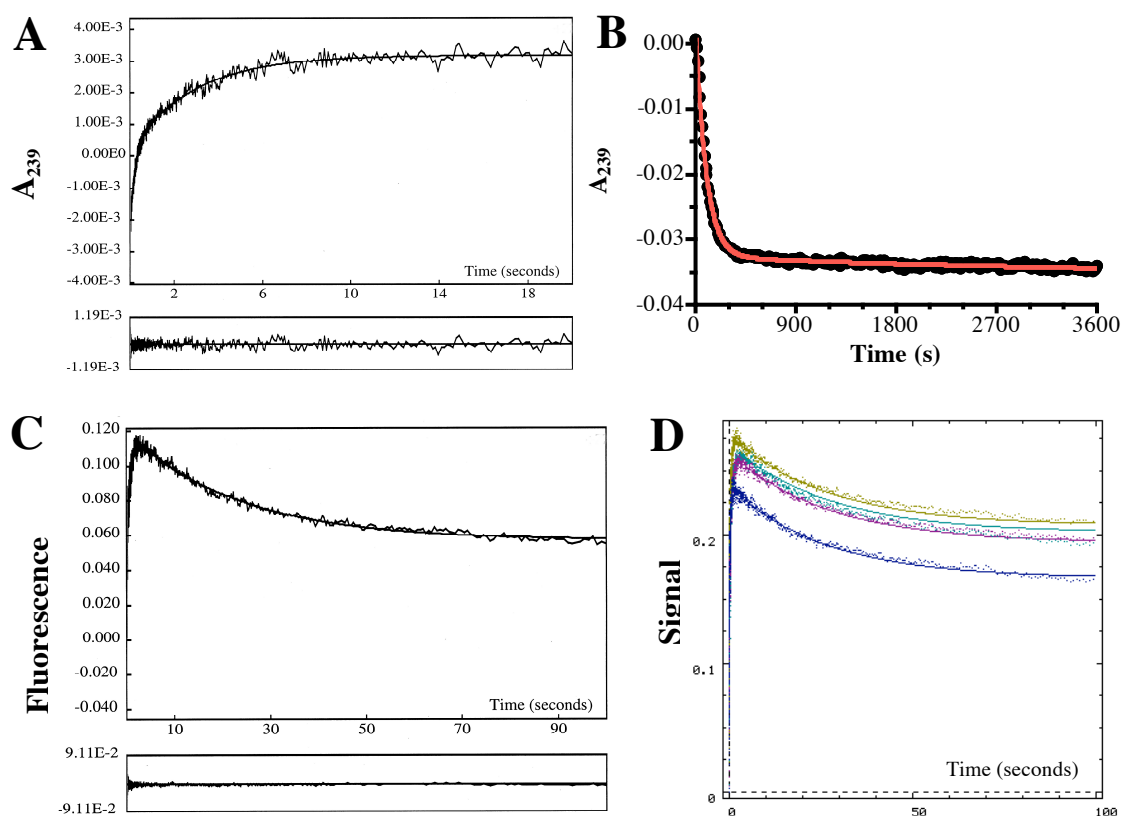 A
4.00E-3
3.00E-3
2.00E-3
1.00E-3
0.00E0
-1.00E-3
-2.00E-3
-3.00E-3
-4.00E-3
A239
Time (seconds)
2 6 10 14 18
1.19E-3
-1.19E-3
B
0.00
-0.01
-0.02
-0.03
-0.04
A239
0 900 1800 2700 3600
Time (s)
C
0.120
0.100
0.080
0.060
0.040
0.020
0.000
-0.020
-0.040
Fluorescence
Time (seconds)
10 30 50 70 90
9.11E-2
-9.11E-2
D
0.2
0.1
0
Signal
Time (seconds)
0 50 100